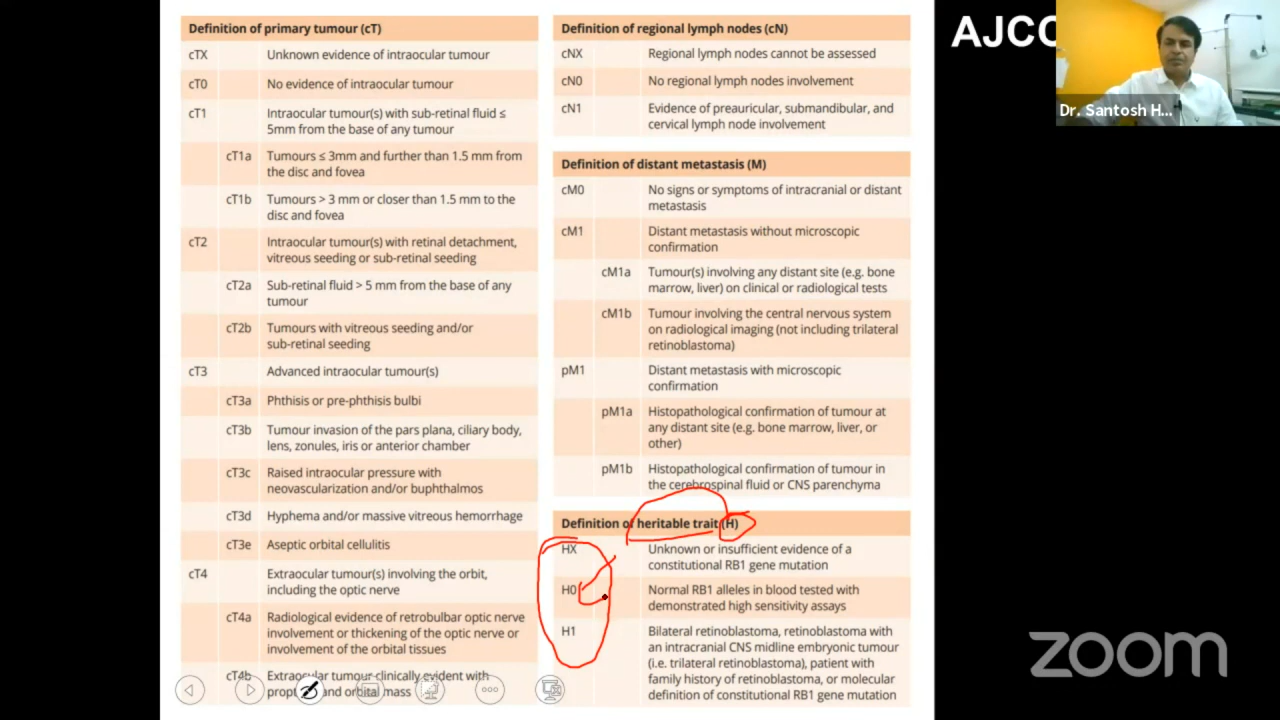 Definition of primary tumour (cT)
cTX Unknown evidence of intraocular tumour
cT0 No evidence of intraocular tumour
cT1 Intraocular tumour(s) with sub-retinal fluid ≤
5mm from the base of any tumour
cT1a Tumours ≤ 3mm and further than 1.5 mm from
the disc and fovea
cT1b Tumours > 3 mm or closer than 1.5 mm to the
disc and fovea
cT2 Intraocular tumour(s) with retinal detachment,
vitreous seeding or sub-retinal seeding
cT2a Sub-retinal fluid > 5 mm from the base of any
tumour
cT2b Tumours with vitreous seeding and/or
sub-retinal seeding
cT3 Advanced intraocular tumour(s)
cT3a Phthisis or pre-phthisis bulbi
cT3b Tumour invasion of the pars plana, ciliary body,
lens, zonules, iris or anterior chamber
cT3c Raised intraocular pressure with
neovascularization and/or buphthalmos
cT3d Hyphema and/or massive vitreous hemorrhage
cT3e Aseptic orbital cellulitis
cT4 Extraocular tumour(s) involving the orbit,
including the optic nerve
cT4a Radiological evidence of retrobulbar optic nerve
involvement or thickening of the optic nerve or
involvement of the orbital tissues
cT4b Extraocular tumour clinically evident with
and orbital mass
Definition of regional lymph nodes (cN)
cNX Regional lymph nodes cannot be assessed
cN0 No regional lymph nodes involvement
cN1 Evidence of preauricular, submandibular, and
cervical lymph node involvement
Definition of distant metastasis (M)
cM0 No signs or symptoms of intracranial or distant
metastasis
cM1 Distant metastasis without microscopic
confirmation
cM1a Tumour(s) involving any distant site (e.g. bone
marrow, liver) on clinical or radiological tests
cM1b Tumour involving the central nervous system
on radiological imaging (not including trilateral
retinoblastoma)
pM1 Distant metastasis with microscopic
confirmation
pM1a Histopathological confirmation of tumour at
any distant site (e.g. bone marrow, liver, or
other)
pM1b Histopathological confirmation of tumour in
the cerebrospinal fluid or CNS parenchyma
Definition of heritable trait (H)
HX Unknown or insufficient evidence of a
constitutional RB1 gene mutation
H0 Normal RB1 alleles in blood tested with
demonstrated high sensitivity assays
H1 Bilateral retinoblastoma, retinoblastoma with
an intracranial CNS midline embryonic tumour
(i.e. trilateral retinoblastoma), patient with
family history of retinoblastoma, or molecular
definition of constitutional RB1 gene mutation
AJCC
Dr. Santosh H...
zoom